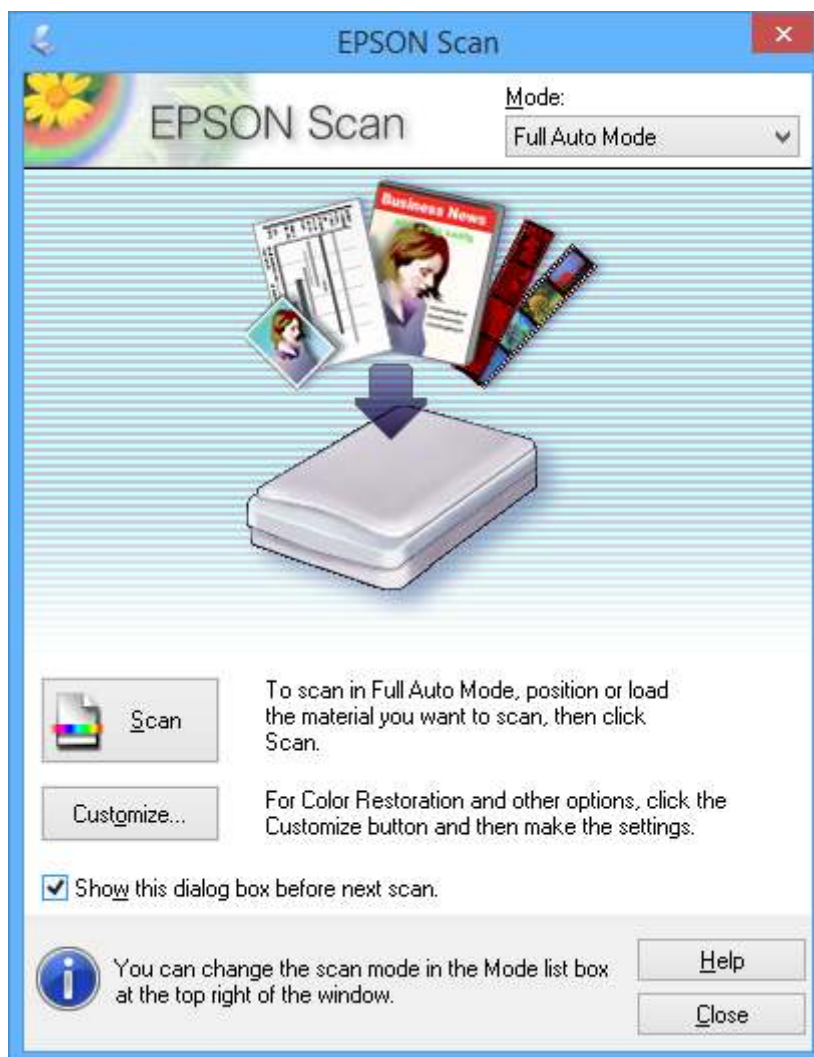 EPSON Scan
EPSON Scan
Mode:
Full Auto Mode
Business News
Scan
To scan in Full Auto Mode, position or load
the material you want to scan, then click
Scan.
Customize...
For Color Restoration and other options, click the
Customize button and then make the settings.
Show this dialog box before next scan.
You can change the scan mode in the Mode list box
at the top right of the window.
Help
Close